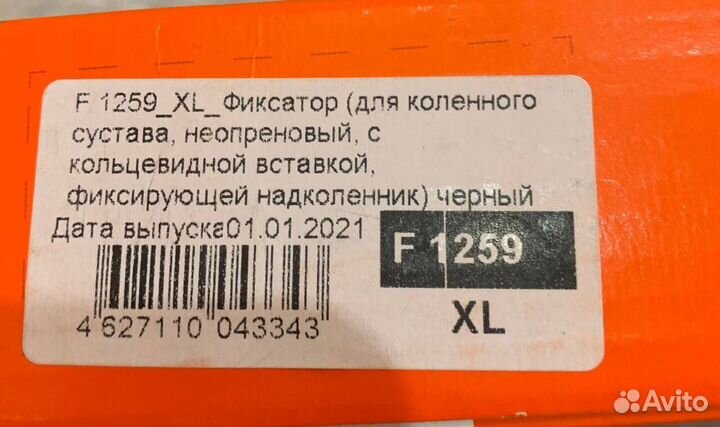 F 1259_XL_Фиксатор (для коленного
сустава, неопреновый, с
кольцевидной вставкой,
фиксирующей надколенник) черный
Дата выпуска01.01.2021
F 1259
XL
4 627110 043343
Avito